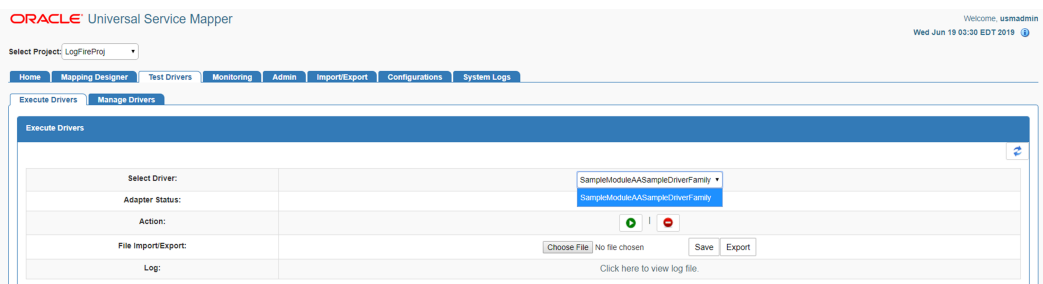 ORACLE Universal Service Mapper
Welcome, usmadmin
Wed Jun 19 03:30 EDT 2019
Select Project: LogFireProj
Home Mapping Designer Test Drivers Monitoring Admin Import/Export Configurations System Logs
Execute Drivers Manage Drivers
Execute Drivers
Select Driver: SampleModuleAASampleDriverFamily
SampleModuleAASampleDriverFamily
Adapter Status:
Action: |
File Import/Export: Choose File No file chosen Save Export
Log: Click here to view log file.